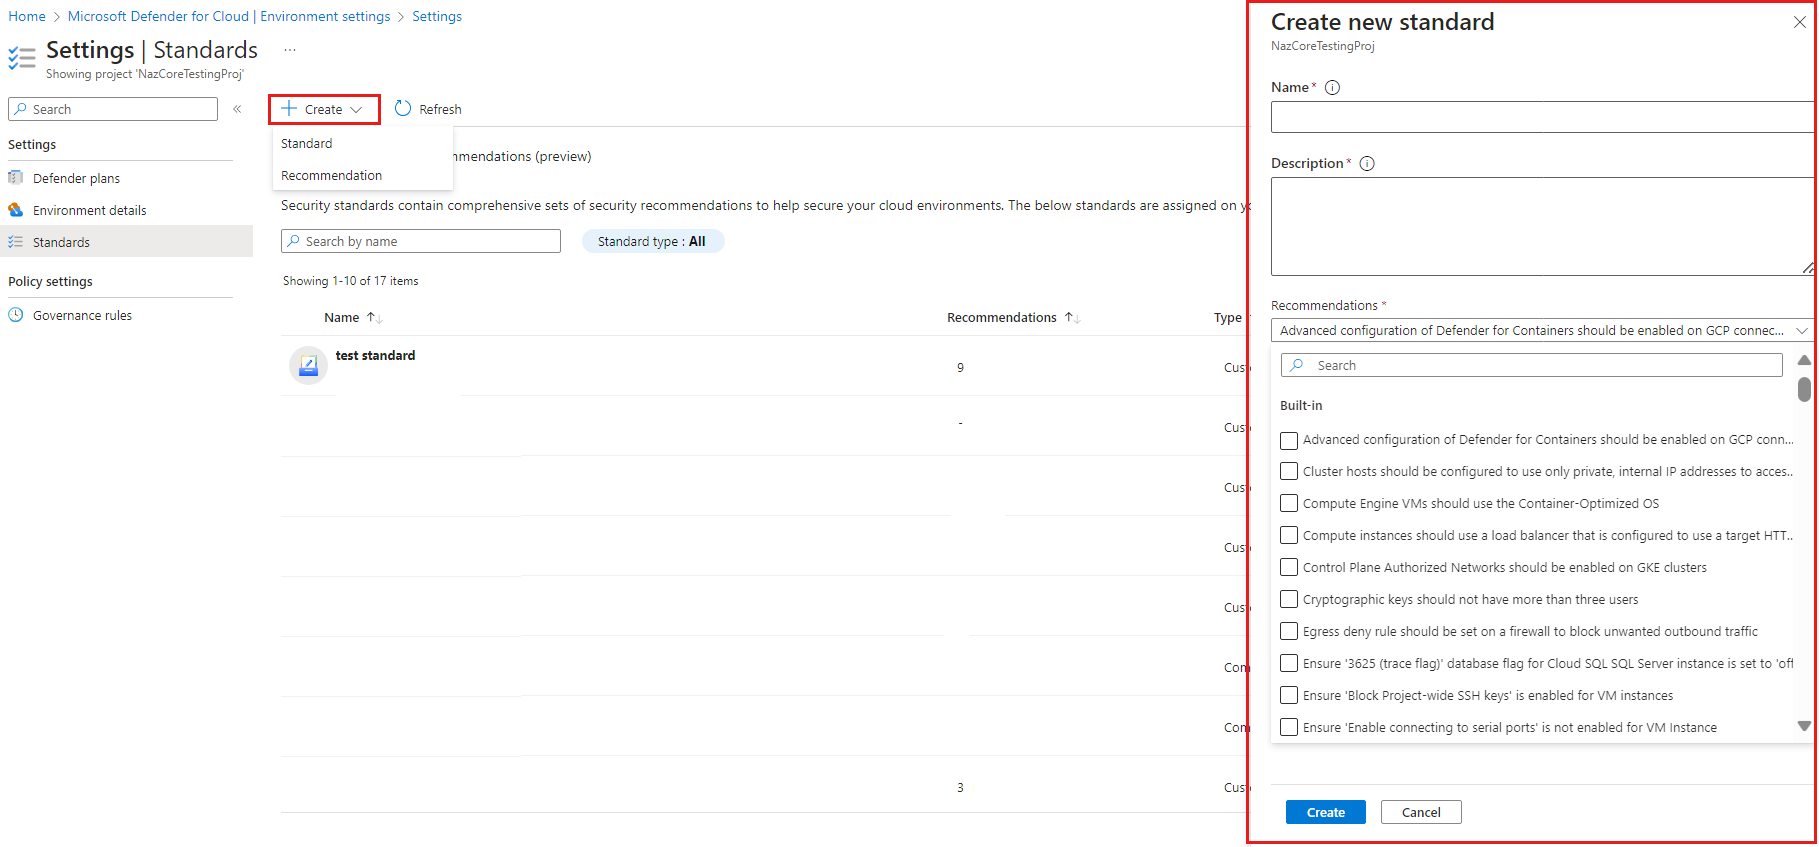 Home > Microsoft Defender for Cloud | Environment settings > Settings
Settings | Standards ...
Showing project 'NazCoreTestingProj'
Search «
Settings
Defender plans
Environment details
Standards
Policy settings
Governance rules
Create
Refresh
Standard
Recommendation
mmendations (preview)
Security standards contain comprehensive sets of security recommendations to help secure your cloud environments. The below standards are assigned on
Search by name
Standard type : All
Showing 1-10 of 17 items
Name ↑↓ Recommendations ↑↓ Type
test standard 9 Cust
- Cust
Cust
Cust
Cust
Com
Com
3 Cust
Create new standard
NazCoreTestingProj
Name *
Description *
Recommendations *
Advanced configuration of Defender for Containers should be enabled on GCP connec...
Search
Built-in
Advanced configuration of Defender for Containers should be enabled on GCP conn...
Cluster hosts should be configured to use only private, internal IP addresses to acces...
Compute Engine VMs should use the Container-Optimized OS
Compute instances should use a load balancer that is configured to use a target HTT...
Control Plane Authorized Networks should be enabled on GKE clusters
Cryptographic keys should not have more than three users
Egress deny rule should be set on a firewall to block unwanted outbound traffic
Ensure '3625 (trace flag)' database flag for Cloud SQL SQL Server instance is set to 'off
Ensure 'Block Project-wide SSH keys' is enabled for VM instances
Ensure 'Enable connecting to serial ports' is not enabled for VM Instance
Create
Cancel